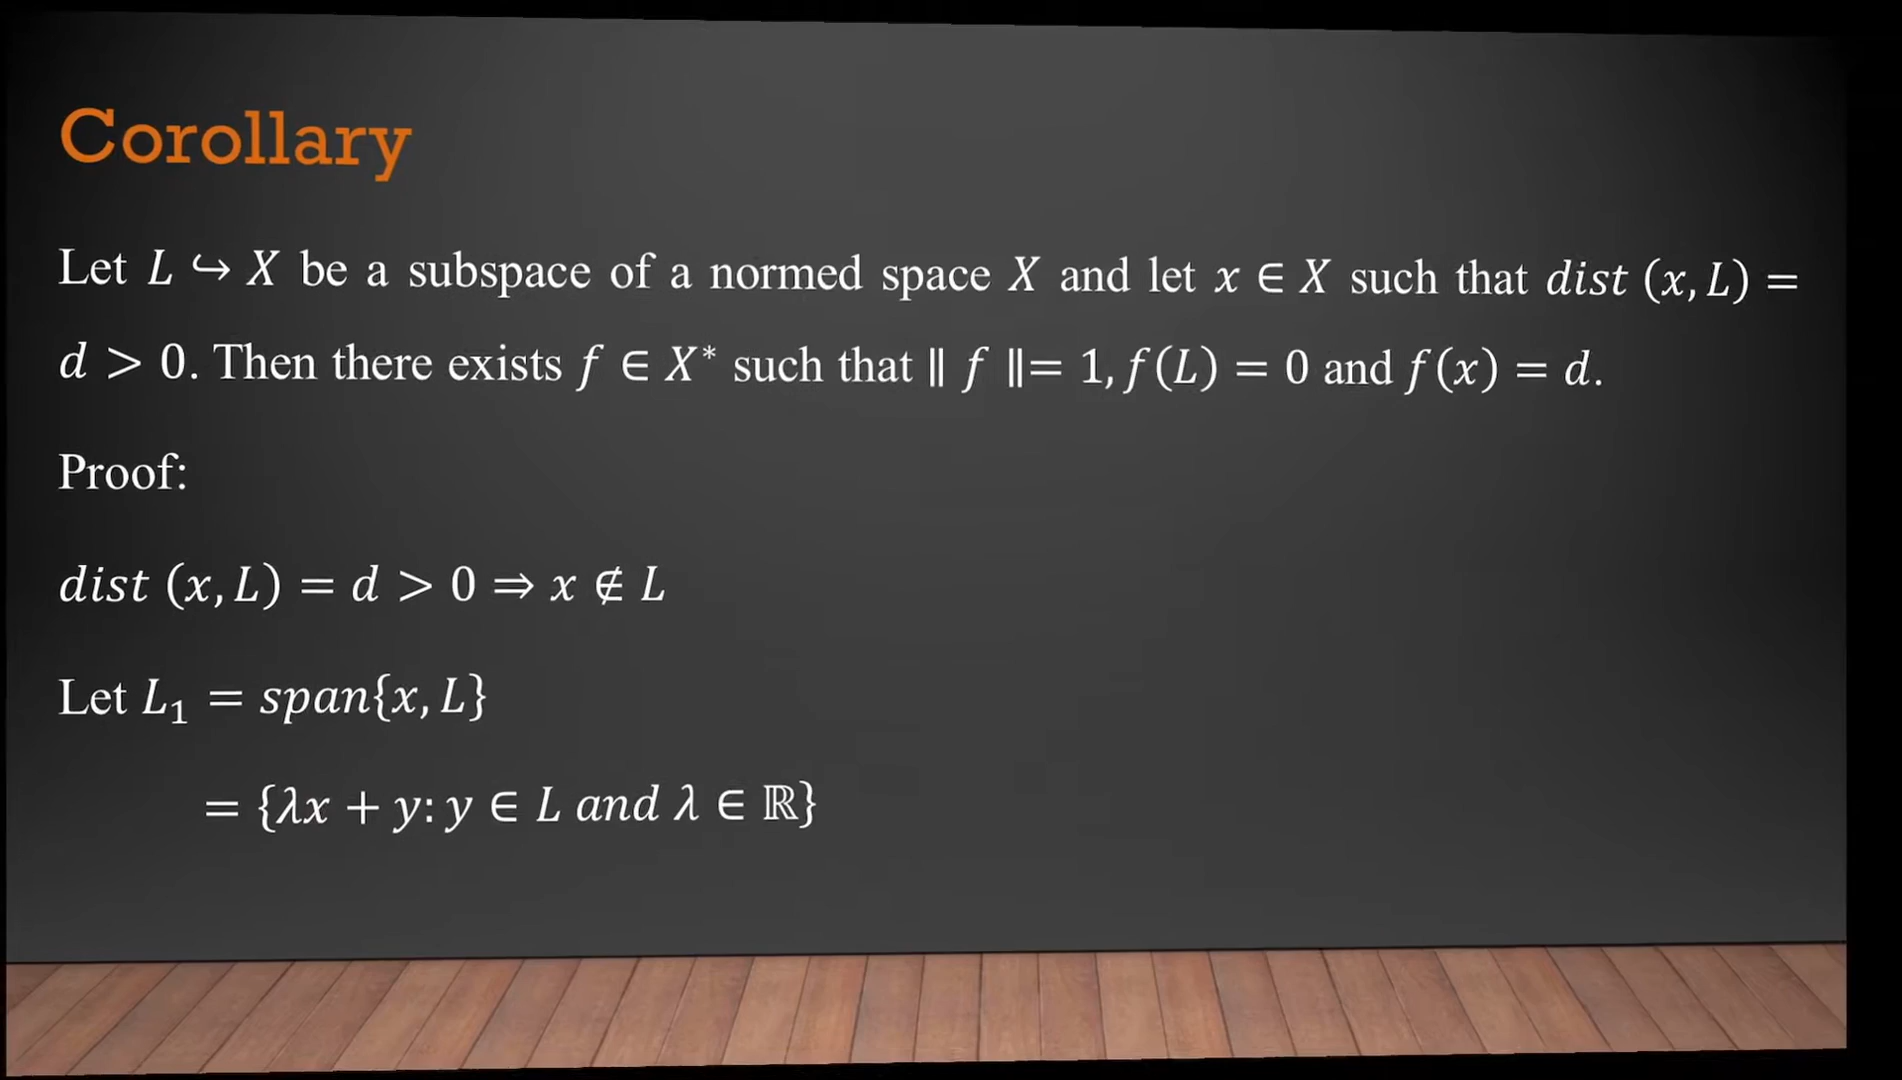 Corollary
Let L ↪ X be a subspace of a normed space X and let x ∈ X such that dist (x, L) =
d > 0. Then there exists f ∈ X* such that ‖ f ‖= 1, f(L) = 0 and f(x) = d.
Proof:
dist (x, L) = d > 0 ⇒ x ∉ L
Let L₁ = span{x, L}
= {λx + y: y ∈ L and λ ∈ ℝ}